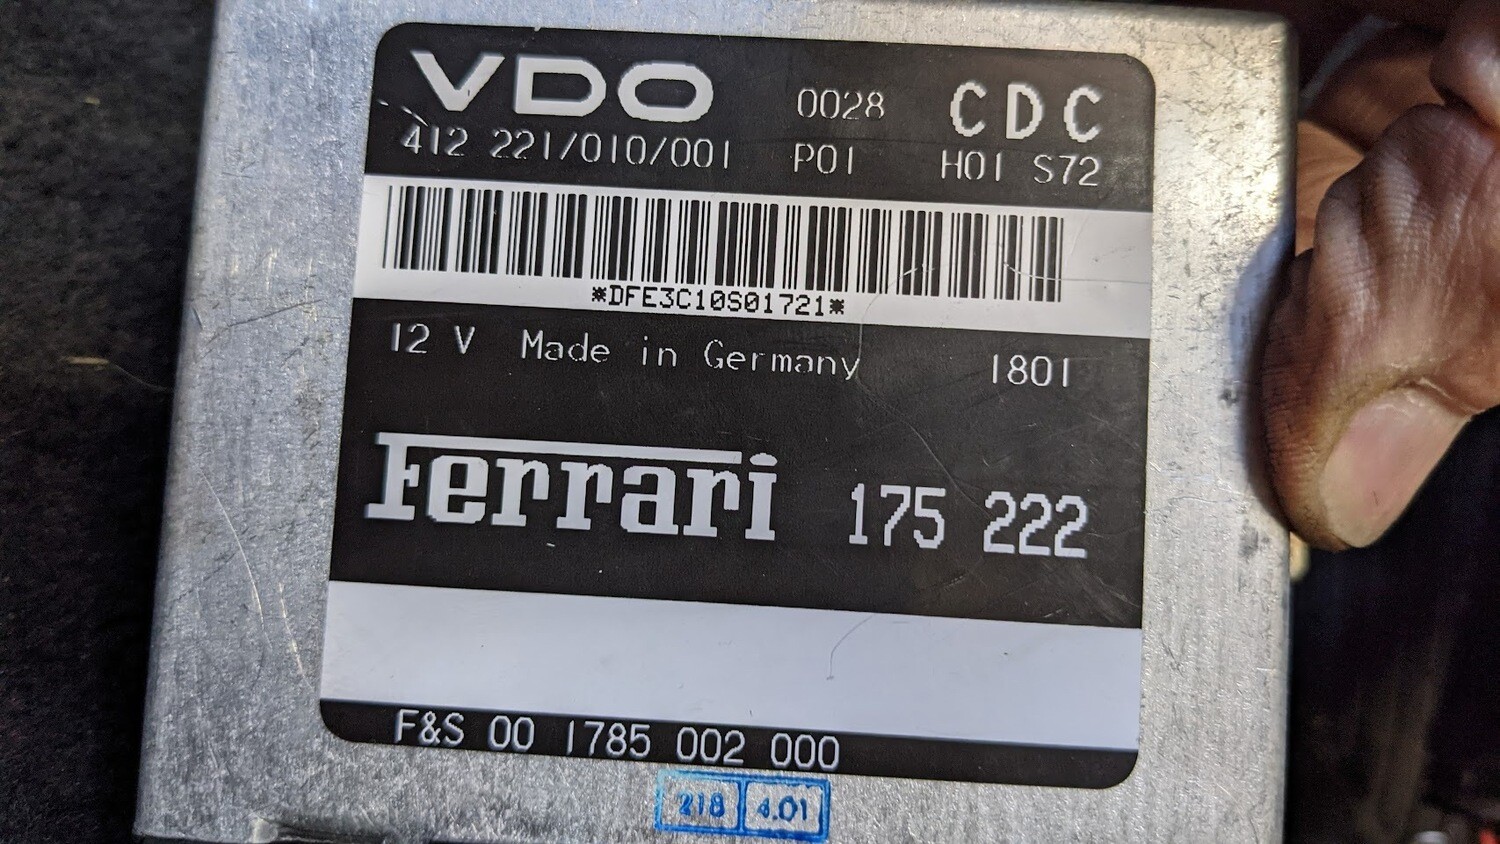 VDO 0028 CDC
412 221/010/001 P01 H01 S72
*DFE3C10S01721*
12 V Made in Germany 1801
Ferrari 175 222
F&S 00 1785 002 000
218 4.01